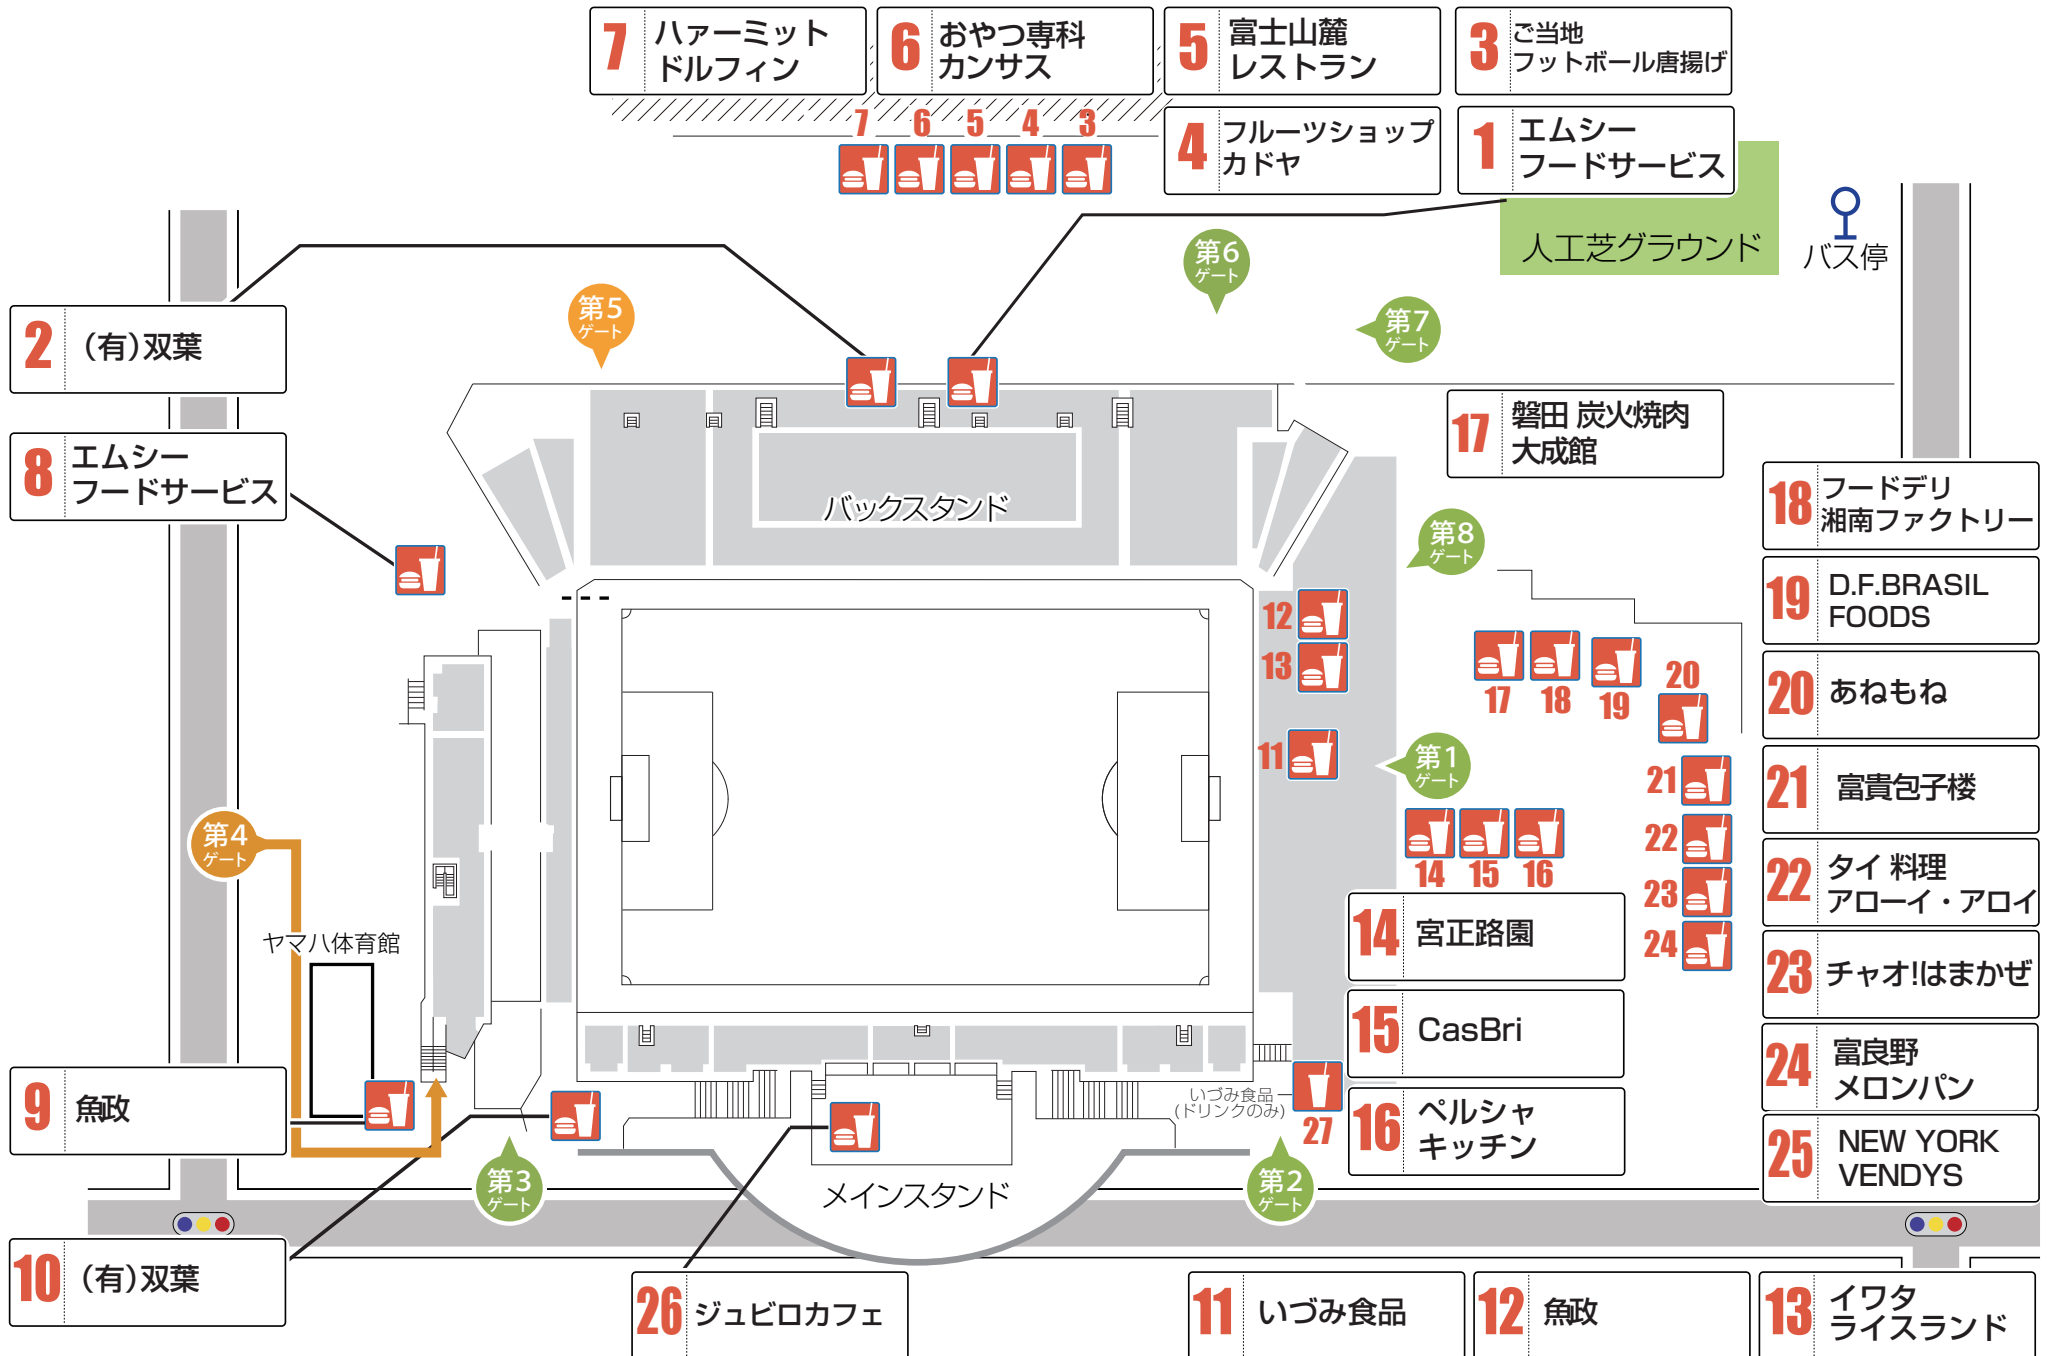 7 ハァーミット
ドルフィン
6 おやつ専科
カンサス
5 富士山麓
レストラン
3 ご当地
フットボール唐揚げ
4 フルーツショップ
カドヤ
1 エムシー
フードサービス
7 6 5 4 3
人工芝グラウンド
バス停
第6
ゲート
第5
ゲート
第7
ゲート
2 (有)双葉
8 エムシー
フードサービス
バックスタンド
17 磐田 炭火焼肉
大成館
第8
ゲート
18 フードデリ
湘南ファクトリー
19 D.F.BRASIL
FOODS
20 あねもね
21 富貴包子楼
22 タイ 料理
アローイ・アロイ
23 チャオ!はまかぜ
24 富良野
メロンパン
25 NEW YORK
VENDYS
12
13
11
17 18 19
20
21
22
23
24
第1
ゲート
14 15 16
14 宮正路園
15 CasBri
16 ペルシャ
キッチン
第4
ゲート
ヤマハ体育館
9 魚政
いづみ食品
(ドリンクのみ)
27
第3
ゲート
メインスタンド
第2
ゲート
10 (有)双葉
26 ジュビロカフェ
11 いづみ食品
12 魚政
13 イワタ
ライスランド